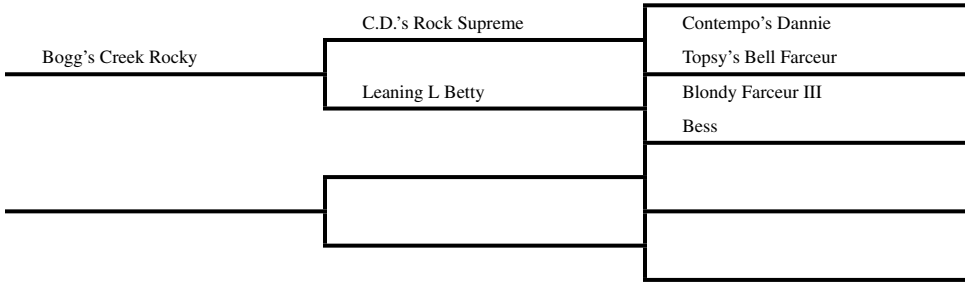 C.D.'s Rock Supreme
Contempo's Dannie
Bogg's Creek Rocky
Topsy's Bell Farceur
Leaning L Betty
Blondy Farceur III
Bess